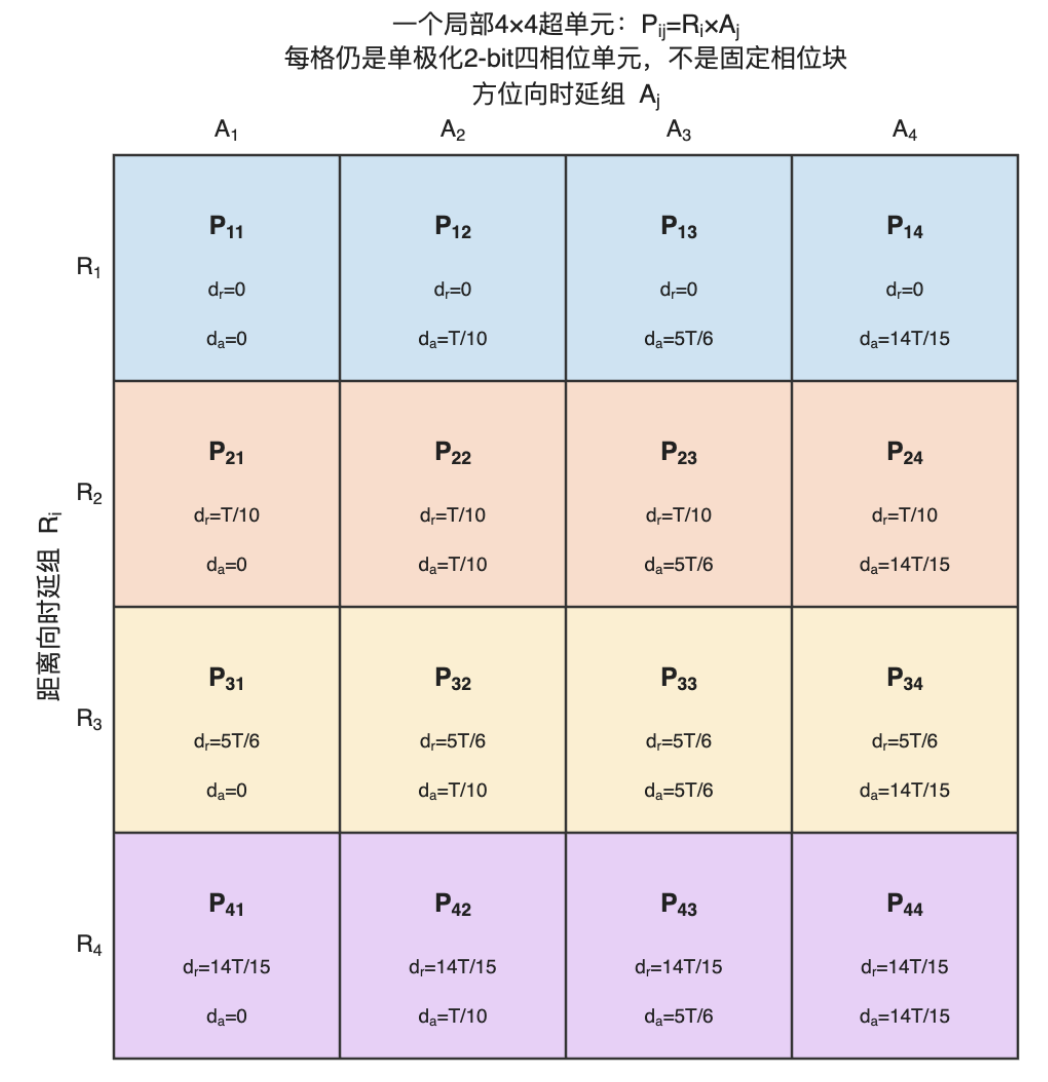 一个局部4×4超单元：Pij=Ri×Aj
每格仍是单极化2-bit四相位单元，不是固定相位块
方位向时延组 Aj
A1 A2 A3 A4
距离向时延组 Ri
R1
P11 P12 P13 P14
dr=0 dr=0 dr=0 dr=0
da=0 da=T/10 da=5T/6 da=14T/15
R2
P21 P22 P23 P24
dr=T/10 dr=T/10 dr=T/10 dr=T/10
da=0 da=T/10 da=5T/6 da=14T/15
R3
P31 P32 P33 P34
dr=5T/6 dr=5T/6 dr=5T/6 dr=5T/6
da=0 da=T/10 da=5T/6 da=14T/15
R4
P41 P42 P43 P44
dr=14T/15 dr=14T/15 dr=14T/15 dr=14T/15
da=0 da=T/10 da=5T/6 da=14T/15